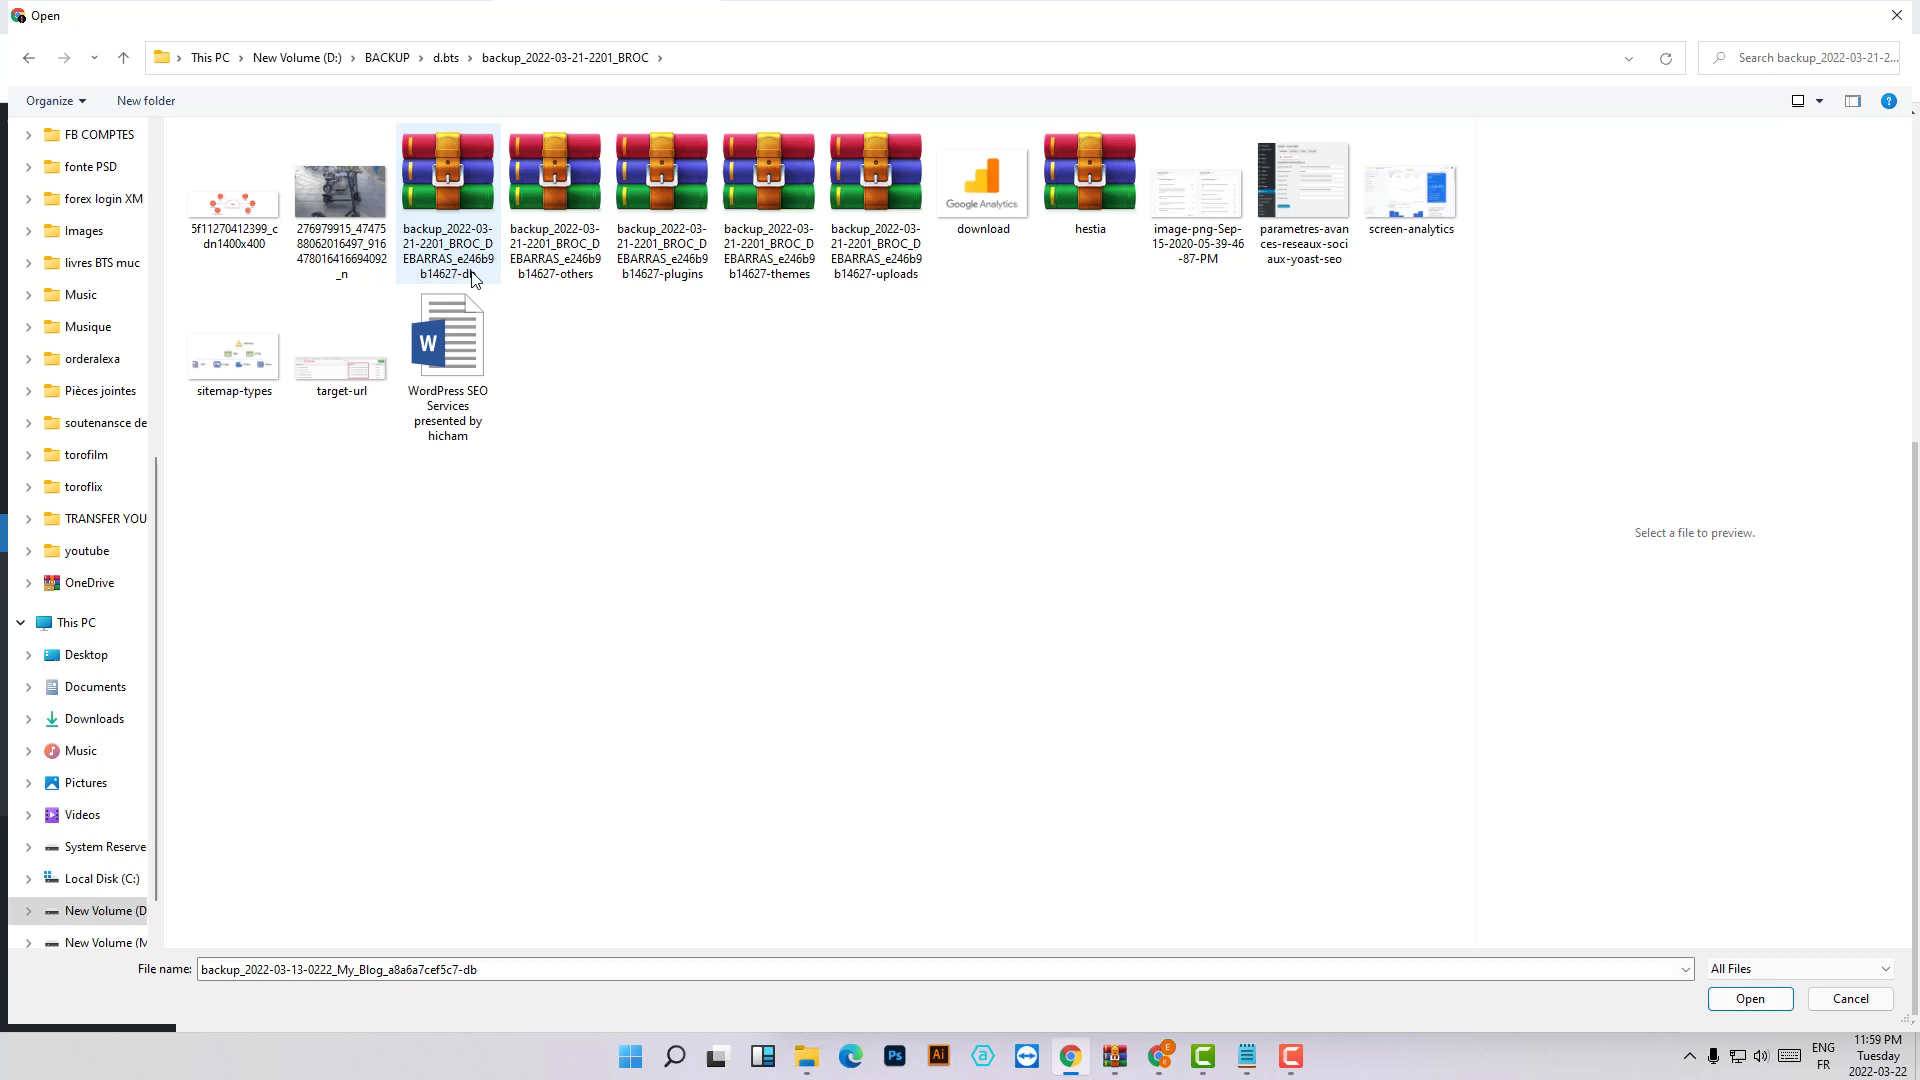 Open
This PC > New Volume (D:) > BACKUP > d.bts > backup_2022-03-21-2201_BROC >
Search backup_2022-03-21-2...
Organize
New folder
FB COMPTES
fonte PSD
forex login XM
Images
livres BTS muc
Music
Musique
orderalexa
Pièces jointes
soutenansce de
torofilm
toroflix
TRANSFER YOU
youtube
OneDrive
This PC
Desktop
Documents
Downloads
Music
Pictures
Videos
System Reserve
Local Disk (C:)
New Volume (D
New Volume (M
5f11270412399_c
dn1400x400
276979915_47475
88062016497_916
478016416694092
_n
backup_2022-03-
21-2201_BROC_D
EBARRAS_e246b9
b14627-db
backup_2022-03-
21-2201_BROC_D
EBARRAS_e246b9
b14627-others
backup_2022-03-
21-2201_BROC_D
EBARRAS_e246b9
b14627-plugins
backup_2022-03-
21-2201_BROC_D
EBARRAS_e246b9
b14627-themes
backup_2022-03-
21-2201_BROC_D
EBARRAS_e246b9
b14627-uploads
Google Analytics
download
hestia
image-png-Sep-
15-2020-05-39-46
-87-PM
parametres-avan
ces-reseaux-soci
aux-yoast-seo
screen-analytics
sitemap-types
target-url
W
WordPress SEO
Services
presented by
hicham
Select a file to preview.
File name:
backup_2022-03-13-0222_My_Blog_a8a6a7cef5c7-db
All Files
Open
Cancel
Ps
Ai
E
ENG
FR
11:59 PM
Tuesday
2022-03-22